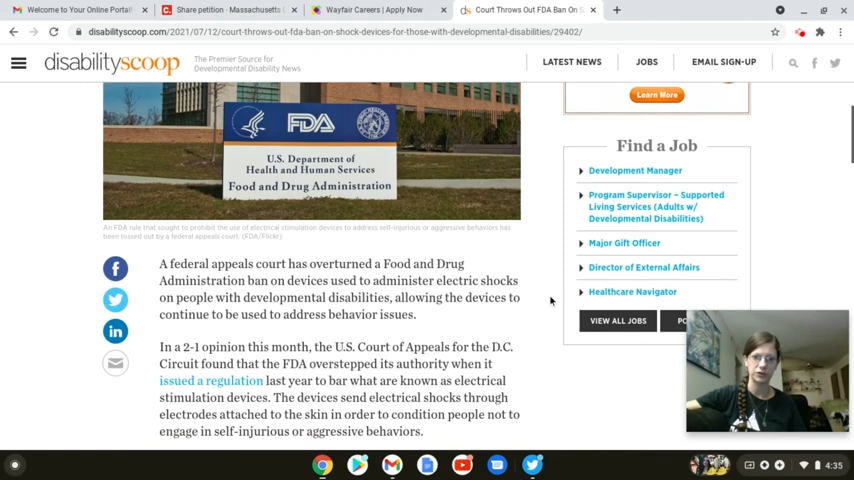 Welcome to Your Online Portal
Share petition · Massachusetts D
Wayfair Careers | Apply Now
Court Throws Out FDA Ban On S
disabilityscoop.com/2021/07/12/court-throws-out-fda-ban-on-shock-devices-for-those-with-developmental-disabilities/29402/
disabilityscoop
The Premier Source for
Developmental Disability News
LATEST NEWS
JOBS
EMAIL SIGN-UP
Learn More
FDA
U.S. Department of
Health and Human Services
Food and Drug Administration
An FDA rule that sought to prohibit the use of electrical stimulation devices to address self-injurious or aggressive behaviors has
been tossed out by a federal appeals court. (FDA/Flickr)
A federal appeals court has overturned a Food and Drug
Administration ban on devices used to administer electric shocks
on people with developmental disabilities, allowing the devices to
continue to be used to address behavior issues.
In a 2-1 opinion this month, the U.S. Court of Appeals for the D.C.
Circuit found that the FDA overstepped its authority when it
issued a regulation last year to bar what are known as electrical
stimulation devices. The devices send electrical shocks through
electrodes attached to the skin in order to condition people not to
engage in self-injurious or aggressive behaviors.
Find a Job
Development Manager
Program Supervisor – Supported
Living Services (Adults w/
Developmental Disabilities)
Major Gift Officer
Director of External Affairs
Healthcare Navigator
VIEW ALL JOBS
PO
4:35